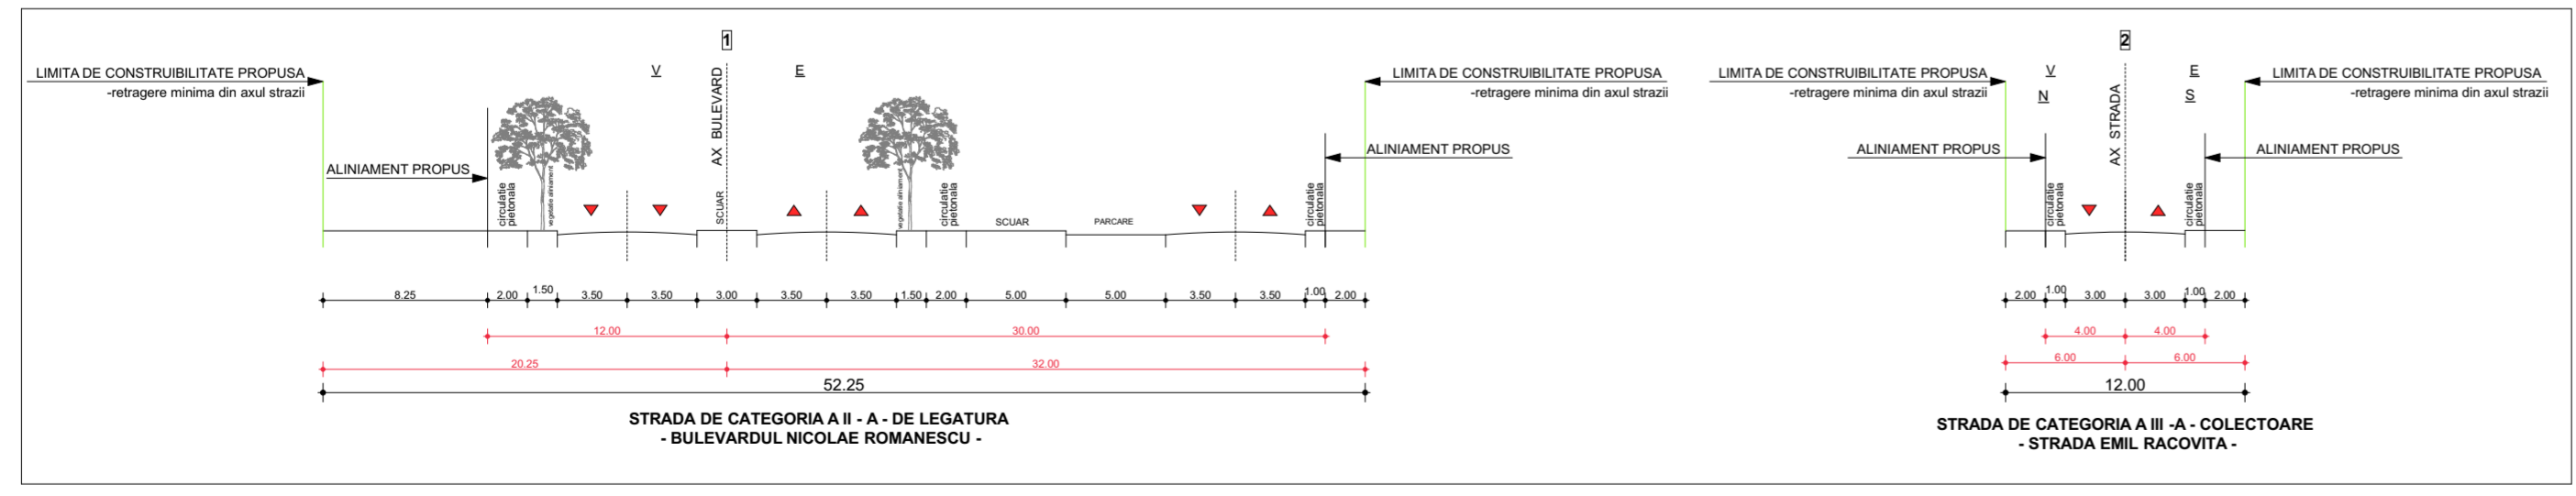 1
V
E
LIMITA DE CONSTRUIBILITATE PROPUSA
-retragere minima din axul strazii
AX BULEVARD
LIMITA DE CONSTRUIBILITATE PROPUSA
-retragere minima din axul strazii
ALINIAMENT PROPUS
ALINIAMENT PROPUS
circulatie
pietonala
vegetatie aliniament
SCUAR
vegetatie aliniament
circulatie
pietonala
SCUAR
PARCARE
circulatie
pietonala
8.25 2.00 1.50 3.50 3.50 3.00 3.50 3.50 1.50 2.00 5.00 5.00 3.50 3.50 1.00 2.00
12.00 30.00
20.25 32.00
52.25
STRADA DE CATEGORIA A II - A - DE LEGATURA
- BULEVARDUL NICOLAE ROMANESCU -
2
V
E
N
S
LIMITA DE CONSTRUIBILITATE PROPUSA
-retragere minima din axul strazii
AX STRADA
LIMITA DE CONSTRUIBILITATE PROPUSA
-retragere minima din axul strazii
ALINIAMENT PROPUS
ALINIAMENT PROPUS
circulatie
pietonala
circulatie
pietonala
2.00 1.00 3.00 3.00 1.00 2.00
4.00 4.00
6.00 6.00
12.00
STRADA DE CATEGORIA A III -A - COLECTOARE
- STRADA EMIL RACOVITA -